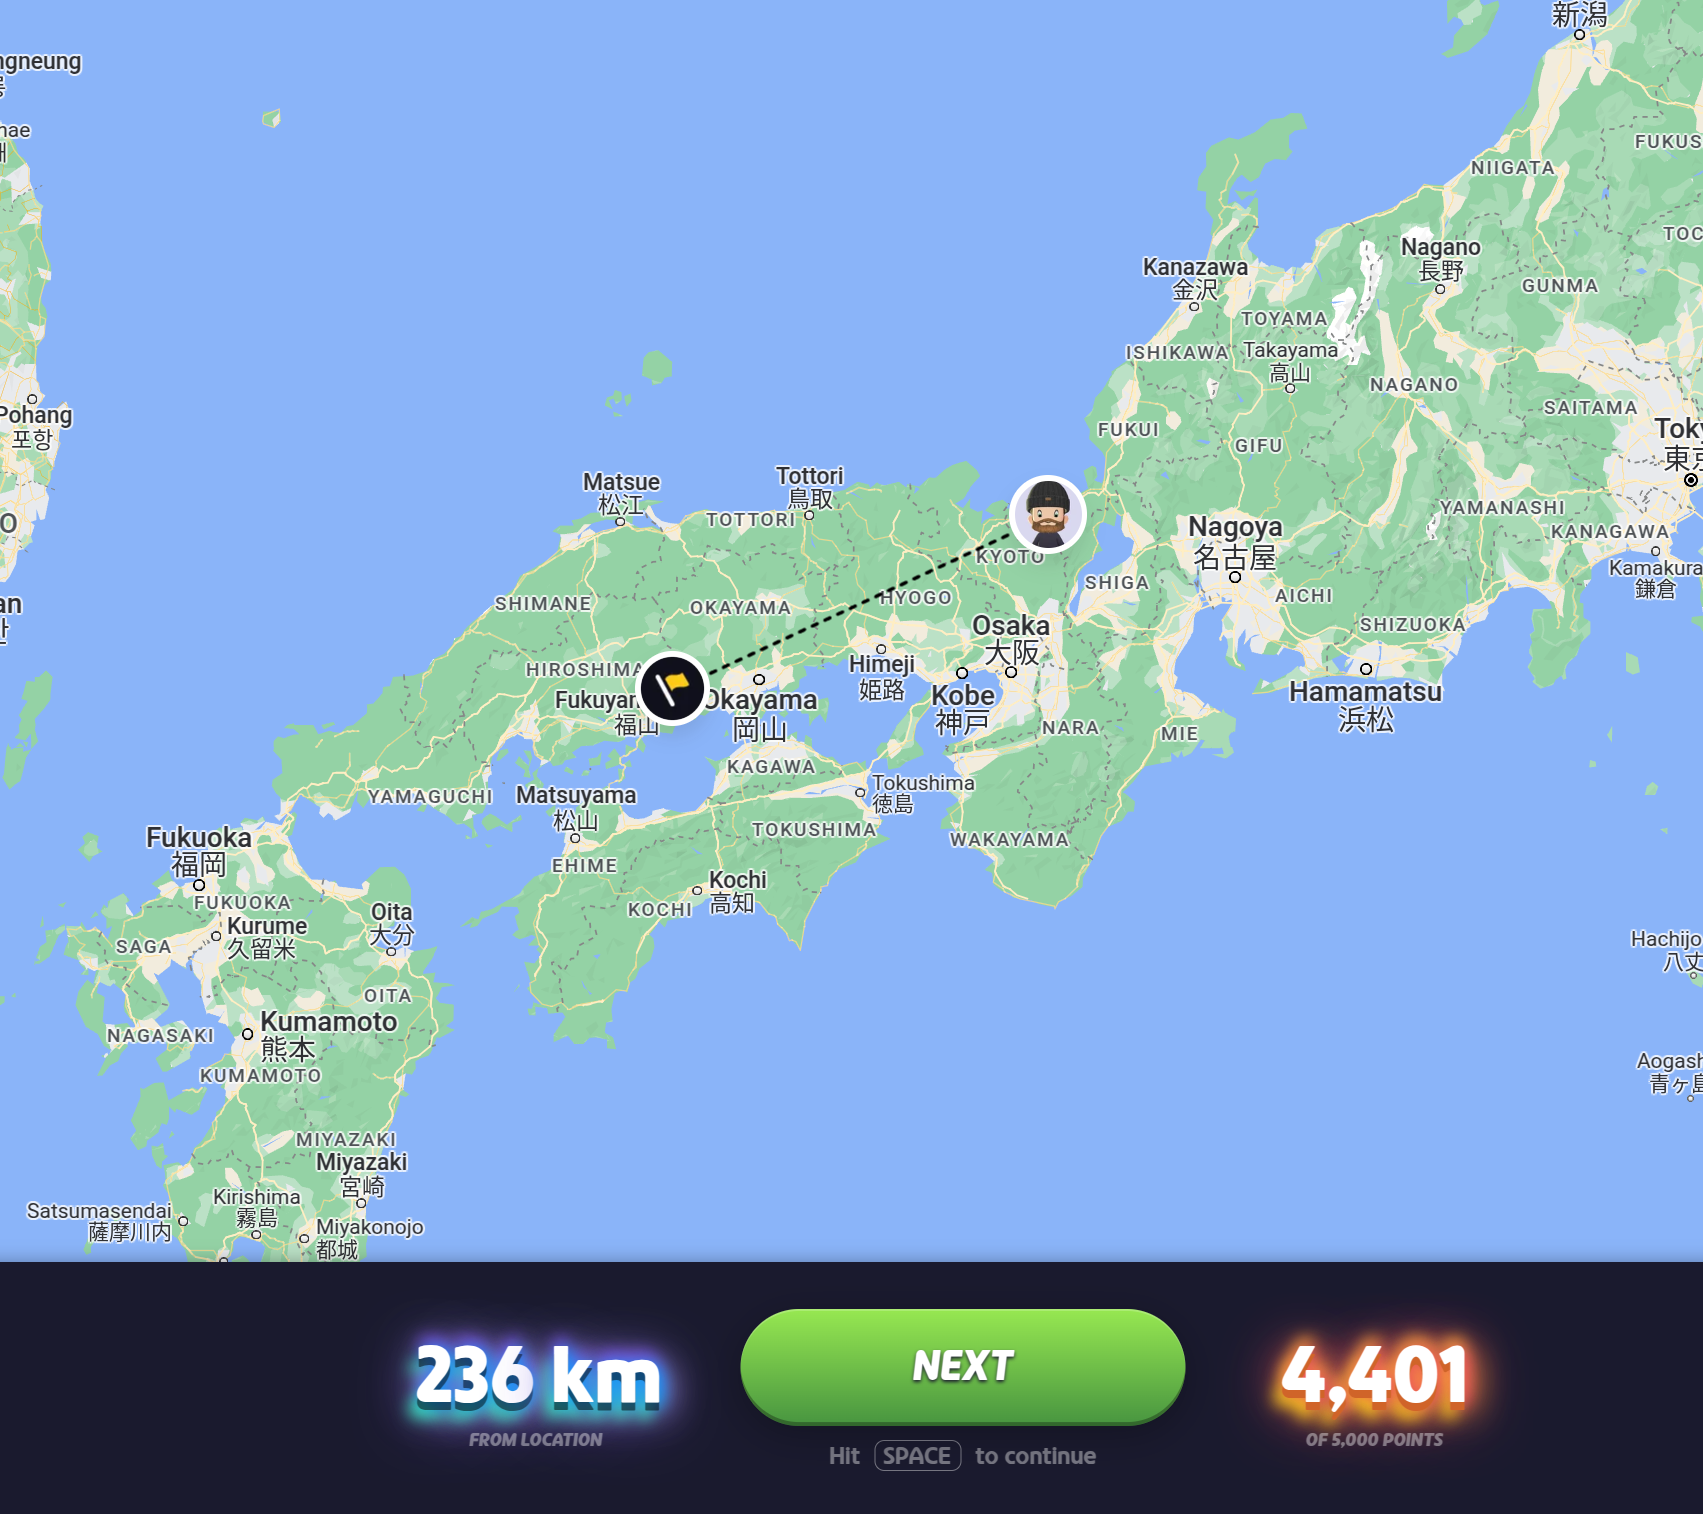 新潟
FUKUS
NIIGATA
TOC
Nagano
長野
GUNMA
Kanazawa
金沢
TOYAMA
ISHIKAWA
Takayama
高山
NAGANO
SAITAMA
Pohang
포항
FUKUI
GIFU
Matsue
松江
Tottori
鳥取
TOTTORI
YAMANASHI
KANAGAWA
Nagoya
名古屋
KYOTO
Kamakura
鎌倉
SHIGA
AICHI
SHIMANE
OKAYAMA
HYOGO
SHIZUOKA
Osaka
大阪
HIROSHIMA
Himeji
姫路
Kobe
神戸
Hamamatsu
浜松
福山
Okayama
岡山
NARA
MIE
KAGAWA
YAMAGUCHI
Matsuyama
松山
Tokushima
徳島
TOKUSHIMA
WAKAYAMA
Fukuoka
福岡
EHIME
Kochi
高知
KOCHI
FUKUOKA
Oita
大分
Kurume
久留米
SAGA
Hachijo
八丈
OITA
NAGASAKI
Kumamoto
熊本
KUMAMOTO
Aogash
青ヶ島
MIYAZAKI
Miyazaki
宮崎
Kirishima
霧島
Satsumasendai
薩摩川内
Miyakonojo
都城
236 km
FROM LOCATION
NEXT
Hit SPACE to continue
4,401
OF 5,000 POINTS